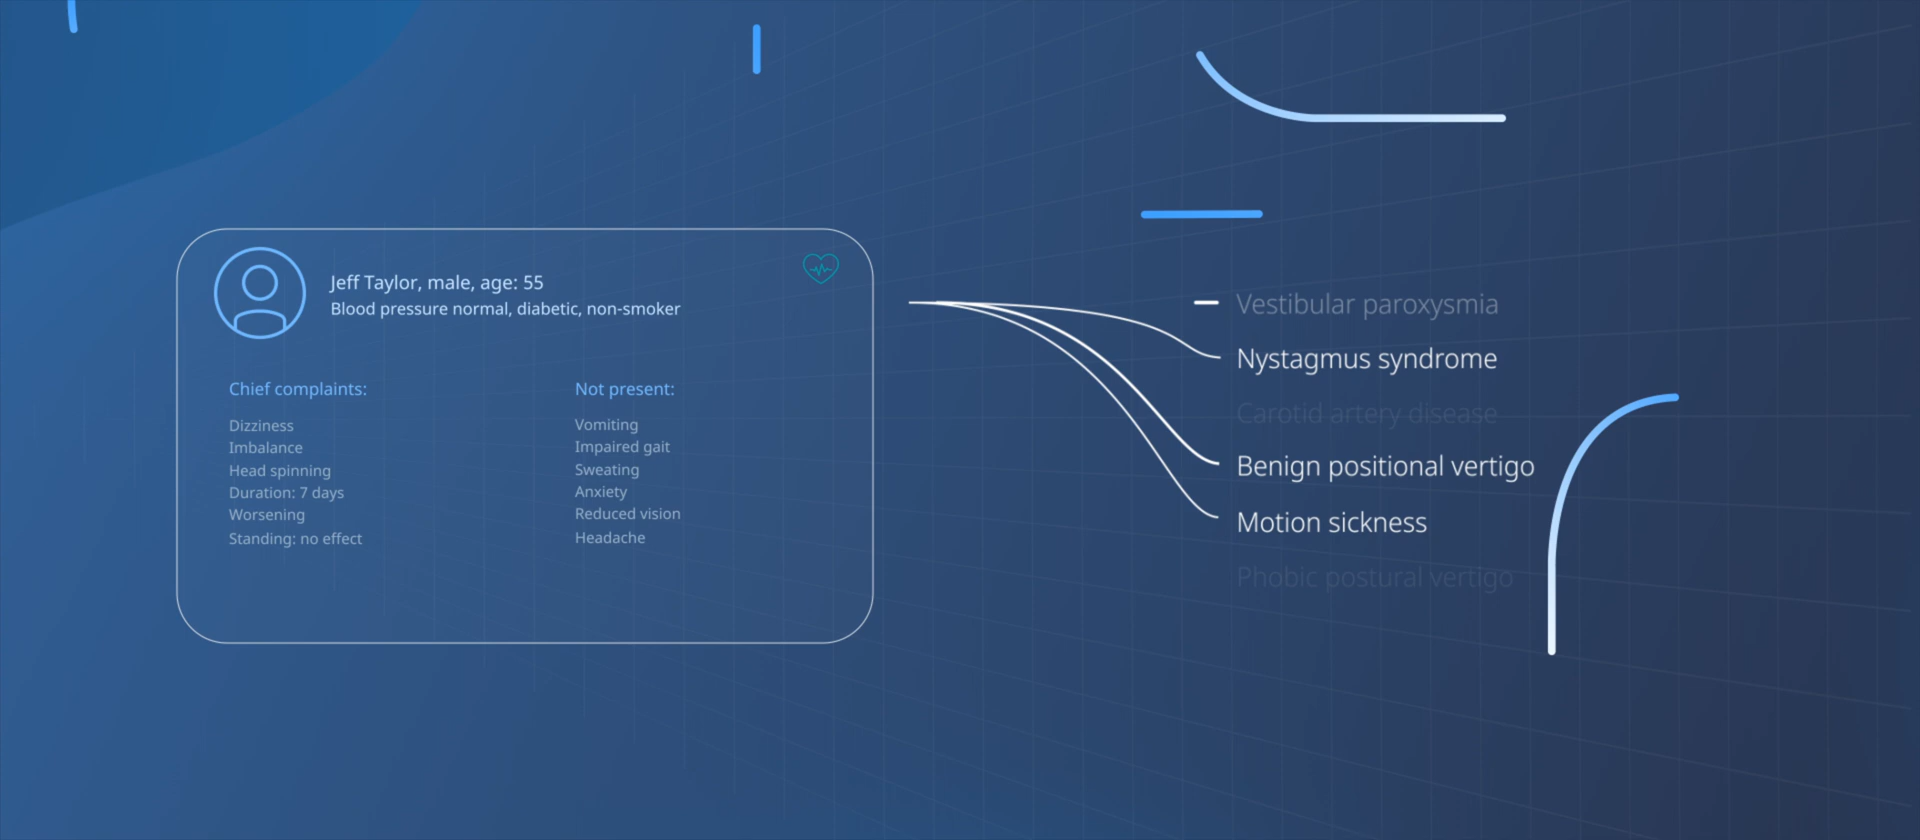 Jeff Taylor, male, age: 55
Blood pressure normal, diabetic, non-smoker
Chief complaints:
Dizziness
Imbalance
Head spinning
Duration: 7 days
Worsening
Standing: no effect
Not present:
Vomiting
Impaired gait
Sweating
Anxiety
Reduced vision
Headache
Vestibular paroxysmia
Nystagmus syndrome
Carotid artery disease
Benign positional vertigo
Motion sickness
Phobic postural vertigo